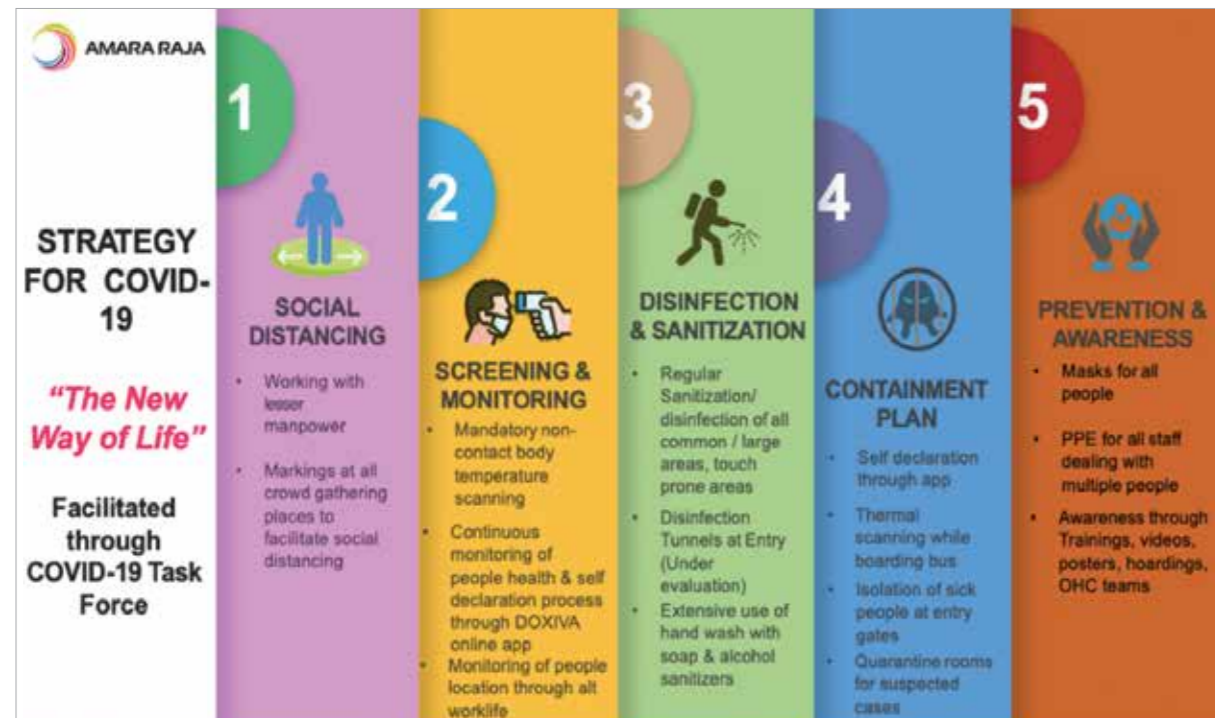 AMARA RAJA
STRATEGY
FOR COVID-
19
"The New
Way of Life"
Facilitated
through
COVID-19 Task
Force
1
SOCIAL
DISTANCING
• Working with
lesser
manpower
• Markings at all
crowd gathering
places to
facilitate social
distancing
2
SCREENING &
MONITORING
• Mandatory non-
contact body
temperature
scanning
• Continuous
monitoring of
people health & self
declaration process
through DOXIVA
online app
• Monitoring of people
location through alt
worklife
3
DISINFECTION
& SANITIZATION
• Regular
Sanitization/
disinfection of all
common / large
areas, touch
prone areas
• Disinfection
Tunnels at Entry
(Under
evaluation)
• Extensive use of
hand wash with
soap & alcohol
sanitizers
4
CONTAINMENT
PLAN
• Self declaration
through app
• Thermal
scanning while
boarding bus
• Isolation of sick
people at entry
gates
• Quarantine rooms
for suspected
cases
5
PREVENTION &
AWARENESS
• Masks for all
people
• PPE for all staff
dealing with
multiple people
• Awareness through
Trainings, videos,
posters, hoardings,
OHC teams